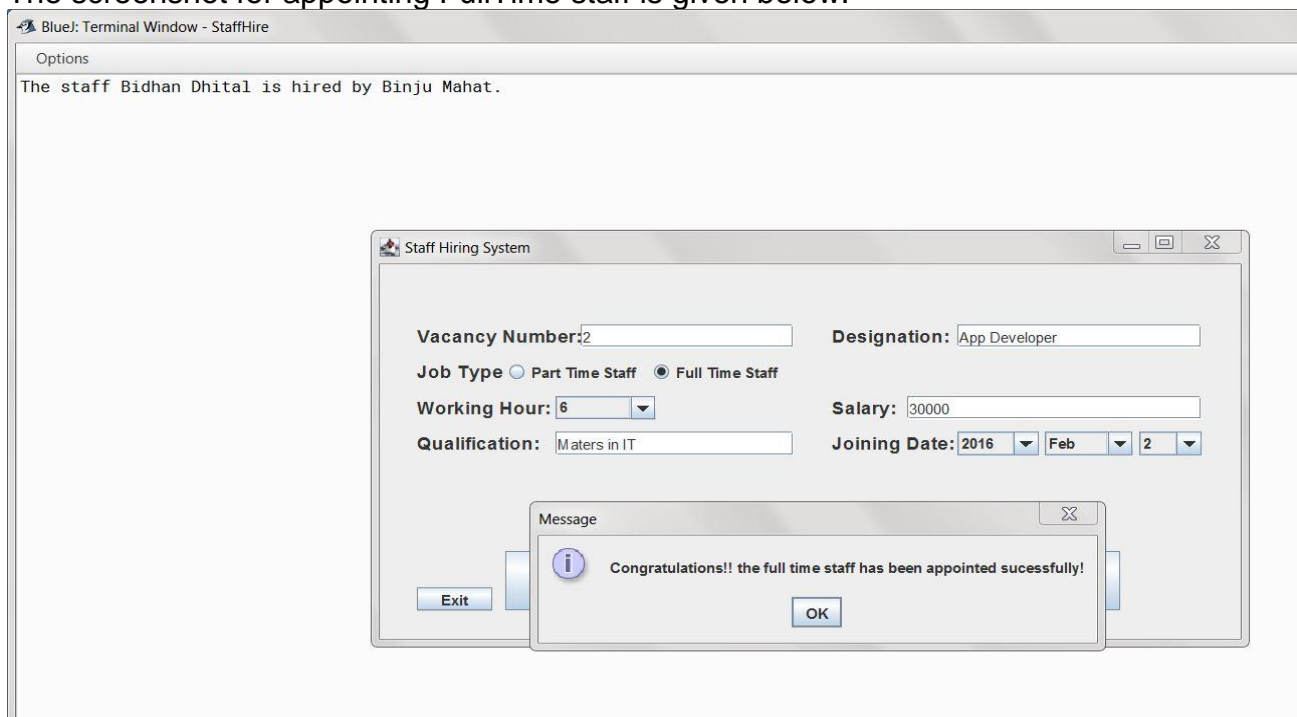 The screenshot for appointing FullTime staff is given below:
BlueJ: Terminal Window - StaffHire
Options
The staff Bidhan Dhital is hired by Binju Mahat.
Staff Hiring System
Vacancy Number: 2 Designation: App Developer
Job Type Part Time Staff Full Time Staff
Working Hour: 6 Salary: 30000
Qualification: Maters in IT Joining Date: 2016 Feb 2
Message
Congratulations!! the full time staff has been appointed sucessfully!
Exit
OK